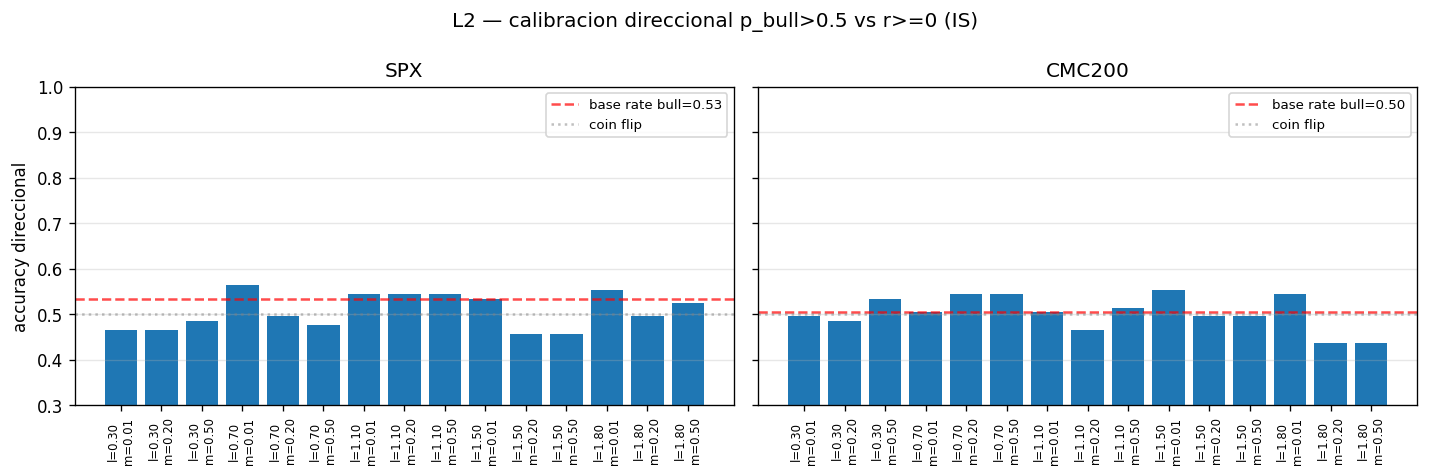 L2 — calibracion direccional p_bull>0.5 vs r>=0 (IS)
SPX
accuracy direccional
1.0
0.9
0.8
0.7
0.6
0.5
0.4
0.3
base rate bull=0.53
coin flip
l=0.30
m=0.01
l=0.30
m=0.20
l=0.30
m=0.50
l=0.70
m=0.01
l=0.70
m=0.20
l=0.70
m=0.50
l=1.10
m=0.01
l=1.10
m=0.20
l=1.10
m=0.50
l=1.50
m=0.01
l=1.50
m=0.20
l=1.50
m=0.50
l=1.80
m=0.01
l=1.80
m=0.20
l=1.80
m=0.50
CMC200
base rate bull=0.50
coin flip
l=0.30
m=0.01
l=0.30
m=0.20
l=0.30
m=0.50
l=0.70
m=0.01
l=0.70
m=0.20
l=0.70
m=0.50
l=1.10
m=0.01
l=1.10
m=0.20
l=1.10
m=0.50
l=1.50
m=0.01
l=1.50
m=0.20
l=1.50
m=0.50
l=1.80
m=0.01
l=1.80
m=0.20
l=1.80
m=0.50